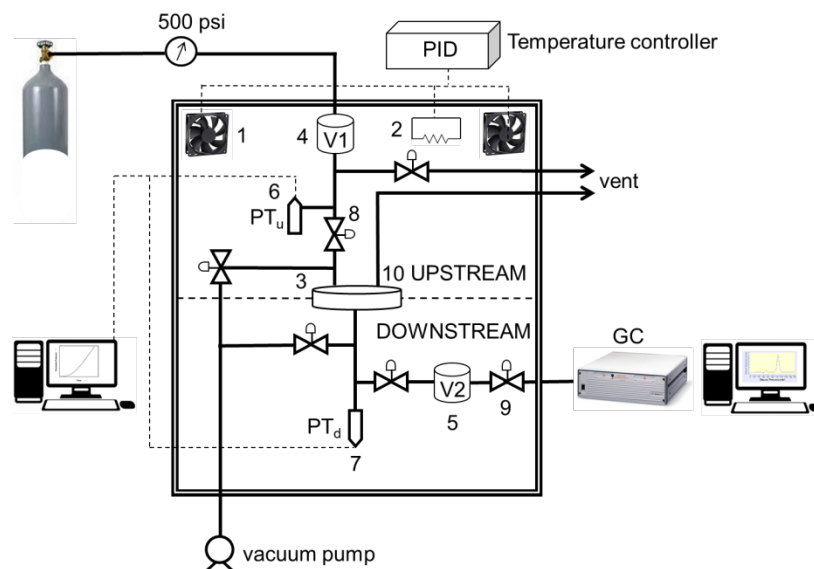 500 psi
PID
Temperature controller
1
4
V1
2
vent
6
PTu
8
3
10 UPSTREAM
DOWNSTREAM
GC
V2
5
9
PTd
7
vacuum pump